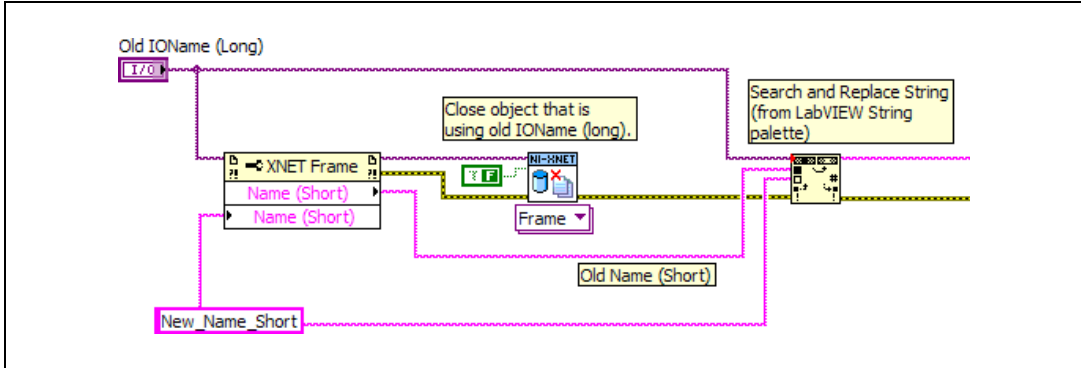 Old IOName (Long)
I/O
Search and Replace String
(from LabVIEW String
palette)
Close object that is
using old IOName (long).
XNET Frame
NI-XNET
?!
?!
Name (Short)
Name (Short)
? F
Frame
#
Old Name (Short)
New_Name_Short